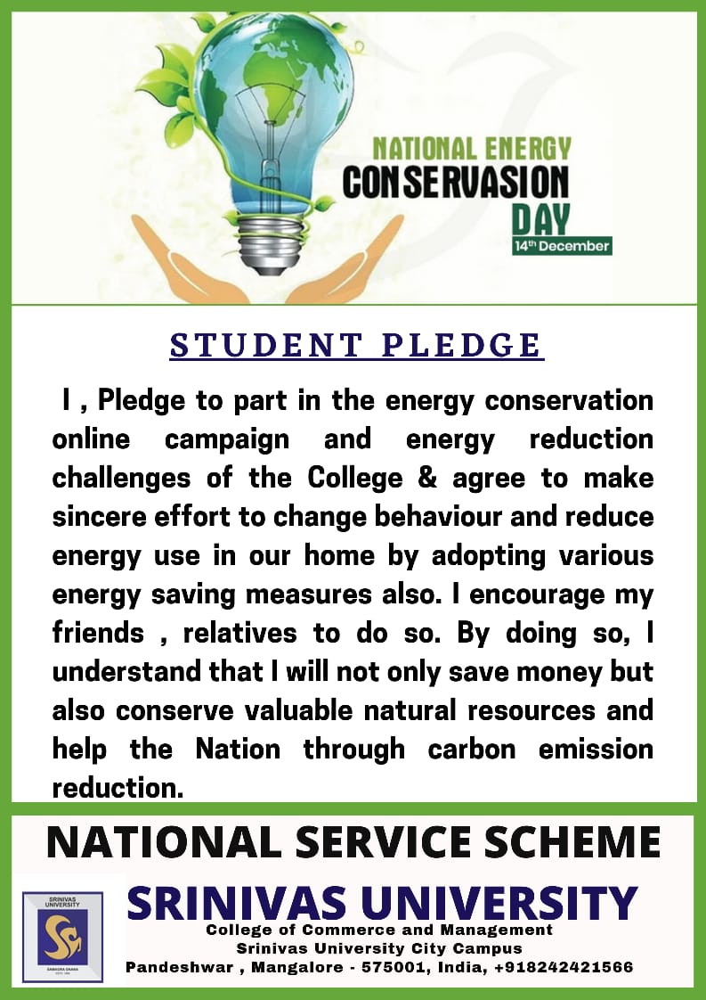 NATIONAL ENERGY
CONSERVASION
DAY
14th December
STUDENT PLEDGE
I , Pledge to part in the energy conservation
online campaign and energy reduction
challenges of the College & agree to make
sincere effort to change behaviour and reduce
energy use in our home by adopting various
energy saving measures also. I encourage my
friends , relatives to do so. By doing so, I
understand that I will not only save money but
also conserve valuable natural resources and
help the Nation through carbon emission
reduction.
NATIONAL SERVICE SCHEME
SRINIVAS
UNIVERSITY
SAMAGRA GNANA
SRINIVAS UNIVERSITY
College of Commerce and Management
Srinivas University City Campus
Pandeshwar , Mangalore - 575001, India, +918242421566